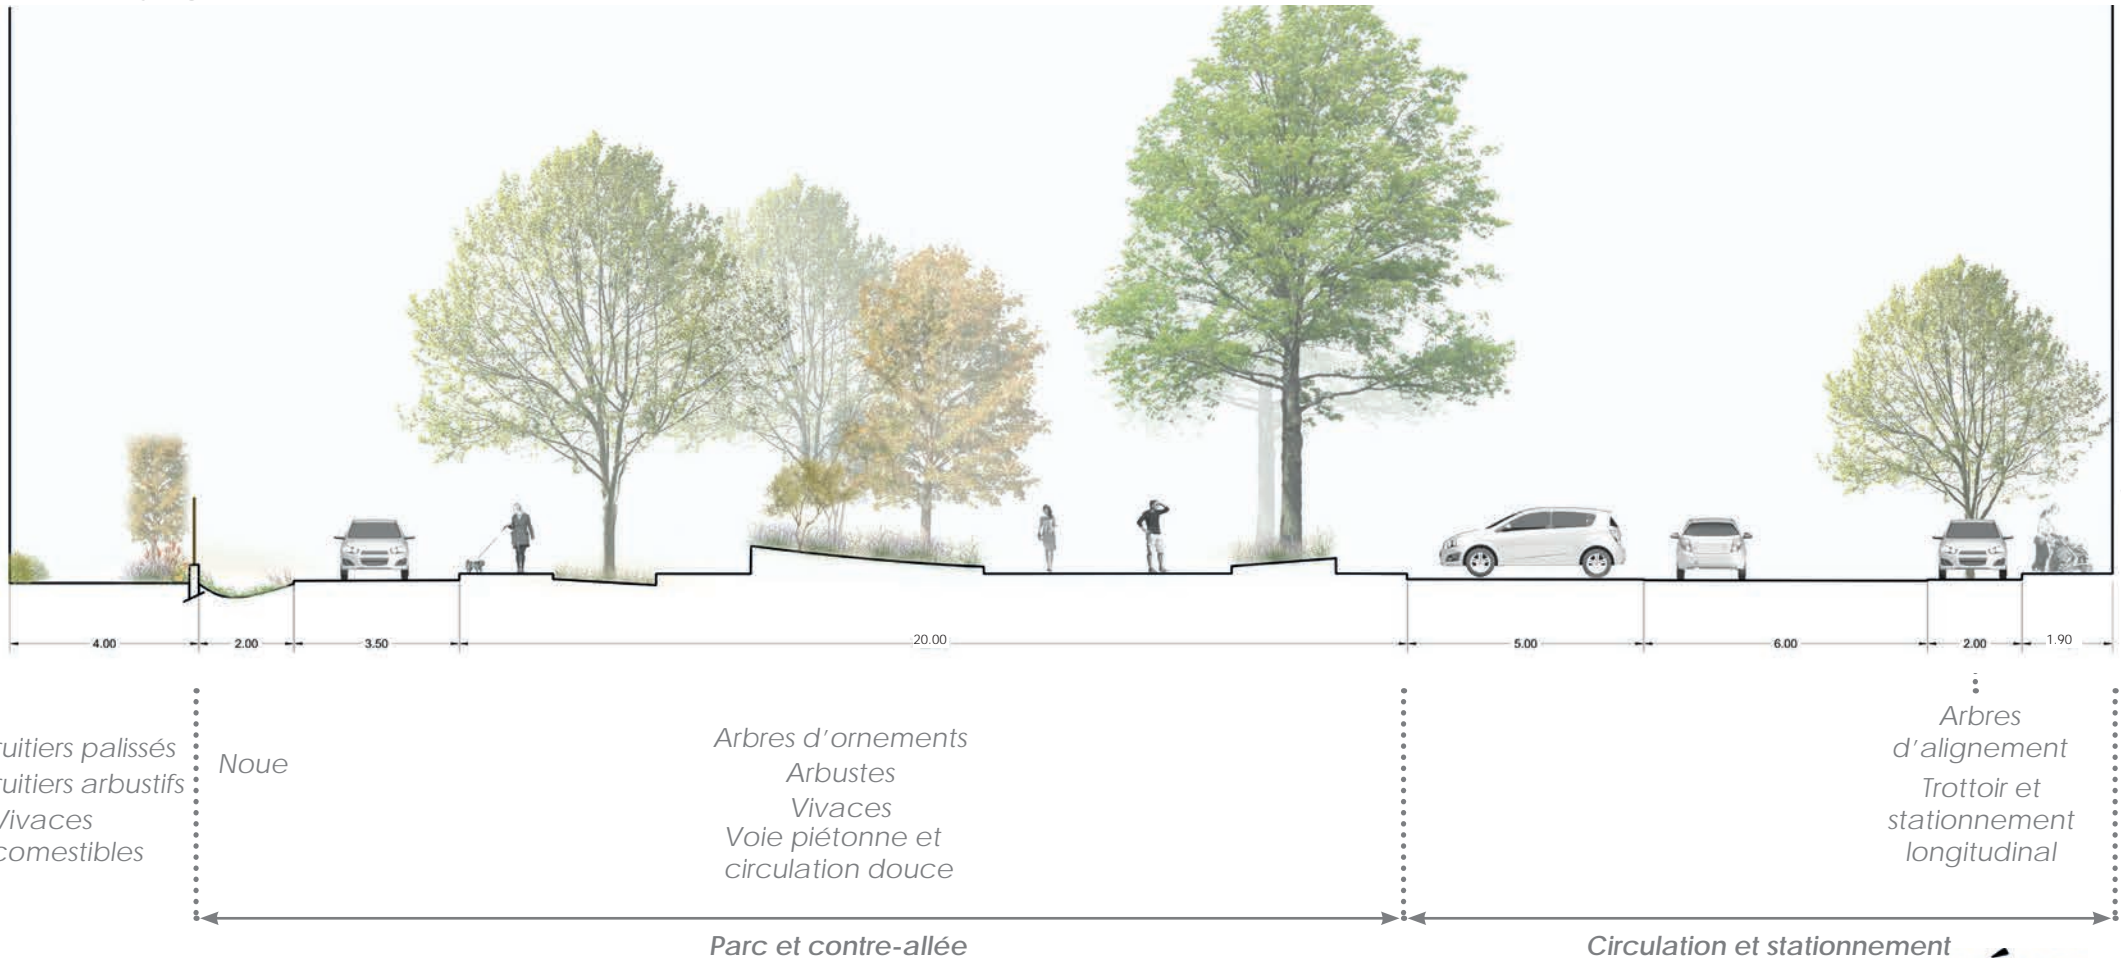 4.00 2.00 3.50 20.00 5.00 6.00 2.00 1.90
ruitiers palissés
ruitiers arbustifs
Vivaces
comestibles
Noue
Arbres d'ornements
Arbustes
Vivaces
Voie piétonne et
circulation douce
Arbres
d'alignement
Trottoir et
stationnement
longitudinal
Parc et contre-allée
Circulation et stationnement